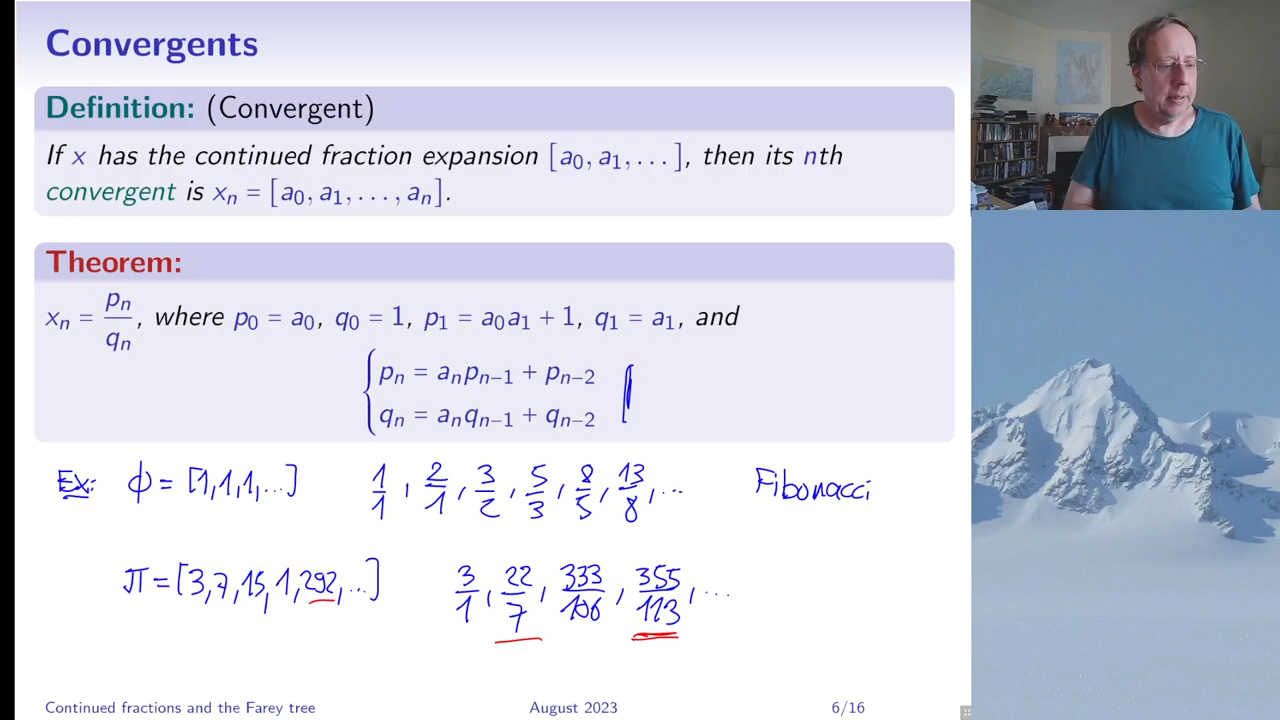 Convergents
Definition: (Convergent)
If x has the continued fraction expansion [a₀, a₁, . . . ], then its nth
convergent is xₙ = [a₀, a₁, . . . , aₙ].
Theorem:
xₙ = pₙ/qₙ, where p₀ = a₀, q₀ = 1, p₁ = a₀a₁ + 1, q₁ = a₁, and
pₙ = aₙpₙ₋₁ + pₙ₋₂
qₙ = aₙqₙ₋₁ + qₙ₋₂
Ex: ϕ = [1,1,1,...] 1/1, 2/1, 3/2, 5/3, 8/5, 13/8, ... Fibonacci
π = [3,7,15,1,292,...] 3/1, 22/7, 333/106, 355/113, ...
Continued fractions and the Farey tree August 2023 6/16